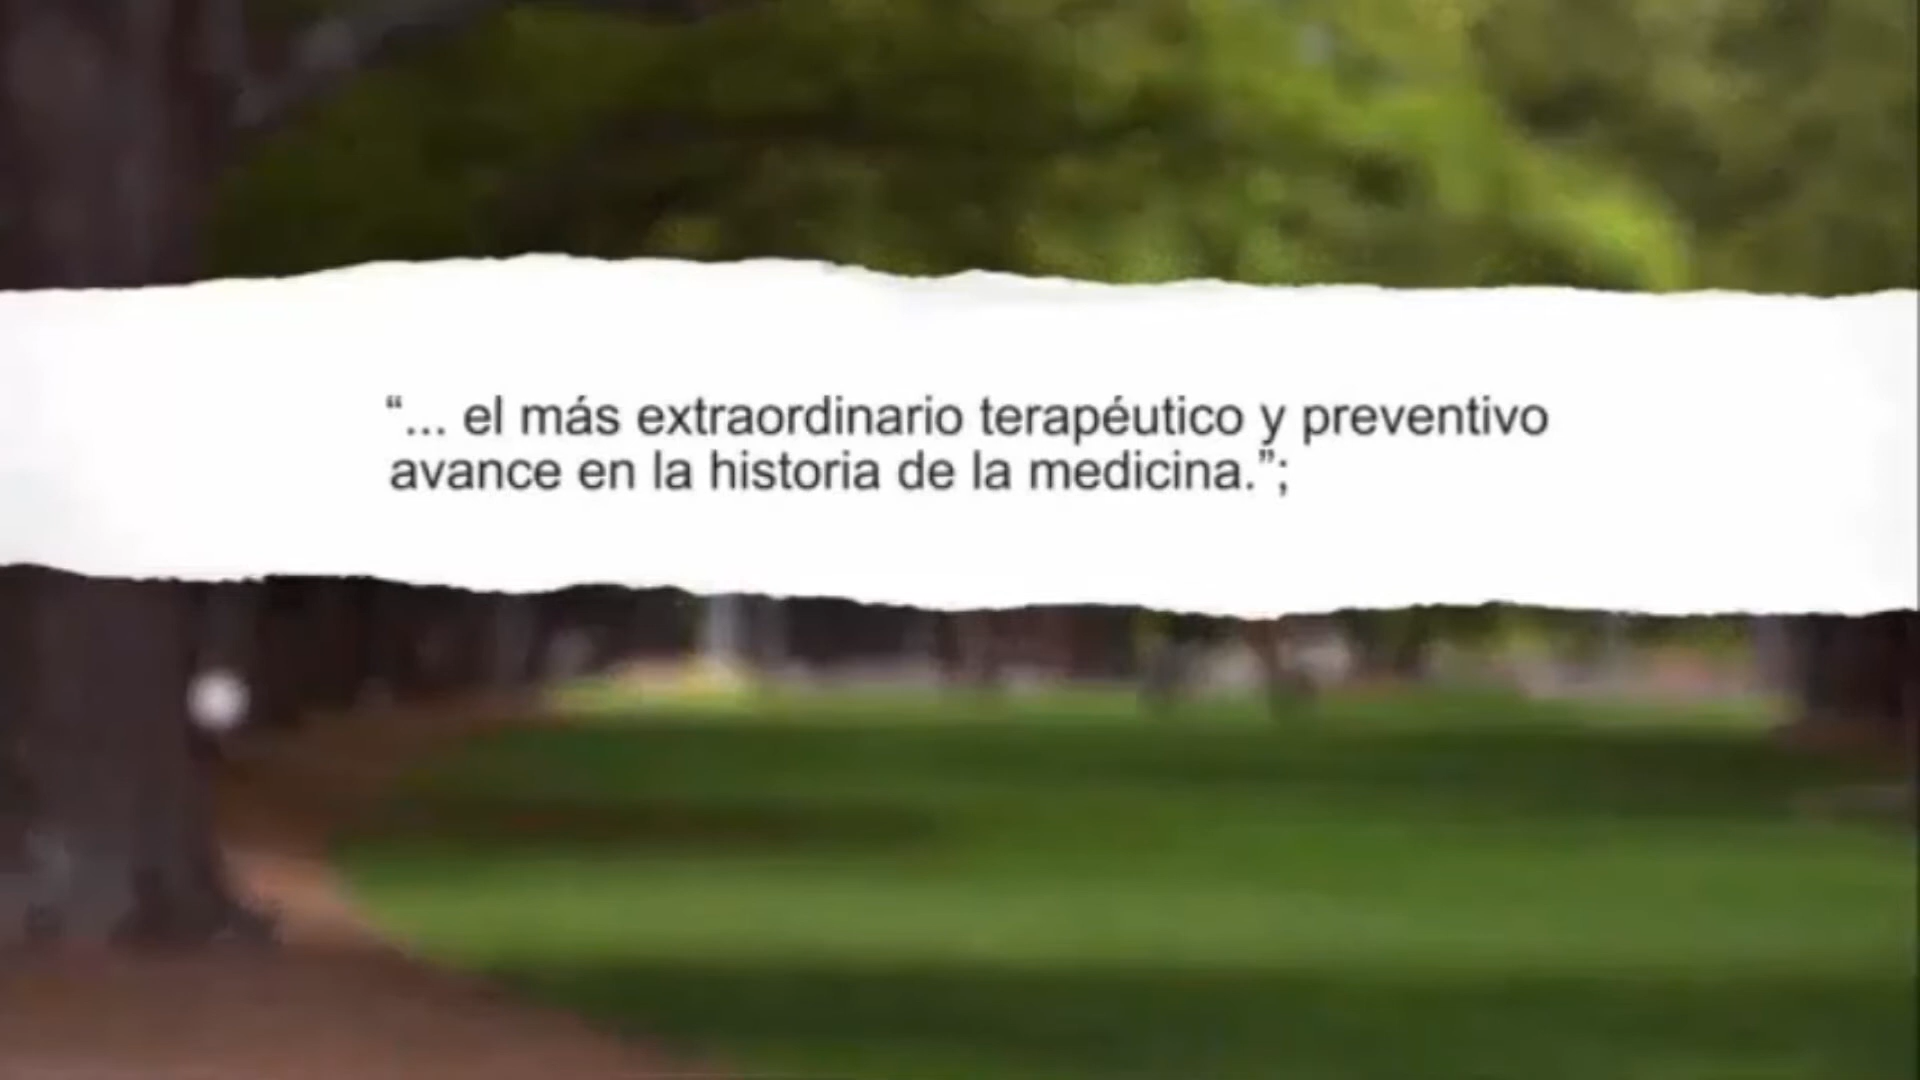 “... el más extraordinario terapéutico y preventivo
avance en la historia de la medicina.”;